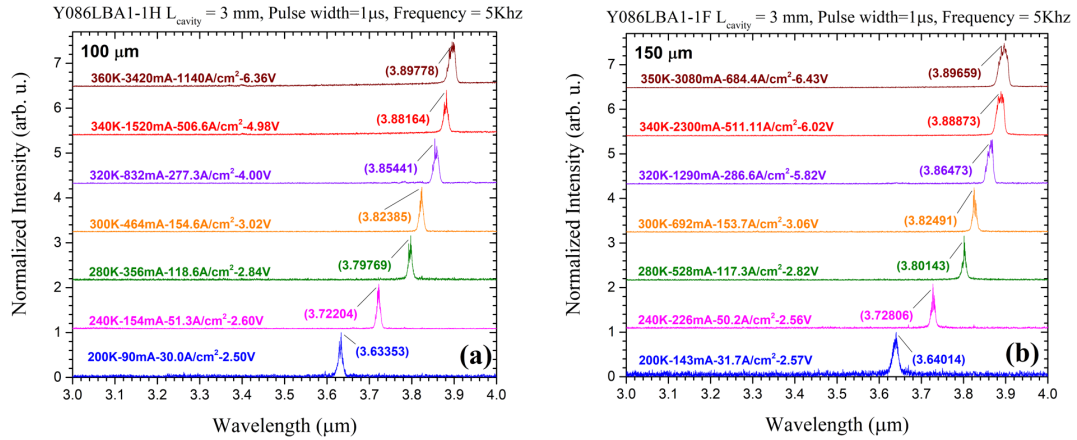 Y086LBA1-1H L_cavity = 3 mm, Pulse width=1μs, Frequency = 5Khz
100 μm
360K-3420mA-1140A/cm²-6.36V
(3.89778)
340K-1520mA-506.6A/cm²-4.98V
(3.88164)
320K-832mA-277.3A/cm²-4.00V
(3.85441)
300K-464mA-154.6A/cm²-3.02V
(3.82385)
280K-356mA-118.6A/cm²-2.84V
(3.79769)
240K-154mA-51.3A/cm²-2.60V
(3.72204)
200K-90mA-30.0A/cm²-2.50V
(3.63353)
(a)
Normalized Intensity (arb. u.)
7
6
5
4
3
2
1
0
3.0 3.1 3.2 3.3 3.4 3.5 3.6 3.7 3.8 3.9 4.0
Wavelength (μm)
Y086LBA1-1F L_cavity = 3 mm, Pulse width=1μs, Frequency = 5Khz
150 μm
350K-3080mA-684.4A/cm²-6.43V
(3.89659)
340K-2300mA-511.11A/cm²-6.02V
(3.88873)
320K-1290mA-286.6A/cm²-5.82V
(3.86473)
300K-692mA-153.7A/cm²-3.06V
(3.82491)
280K-528mA-117.3A/cm²-2.82V
(3.80143)
240K-226mA-50.2A/cm²-2.56V
(3.72806)
200K-143mA-31.7A/cm²-2.57V
(3.64014)
(b)
Normalized Intensity (arb. u.)
7
6
5
4
3
2
1
0
3.0 3.1 3.2 3.3 3.4 3.5 3.6 3.7 3.8 3.9 4.0
Wavelength (μm)